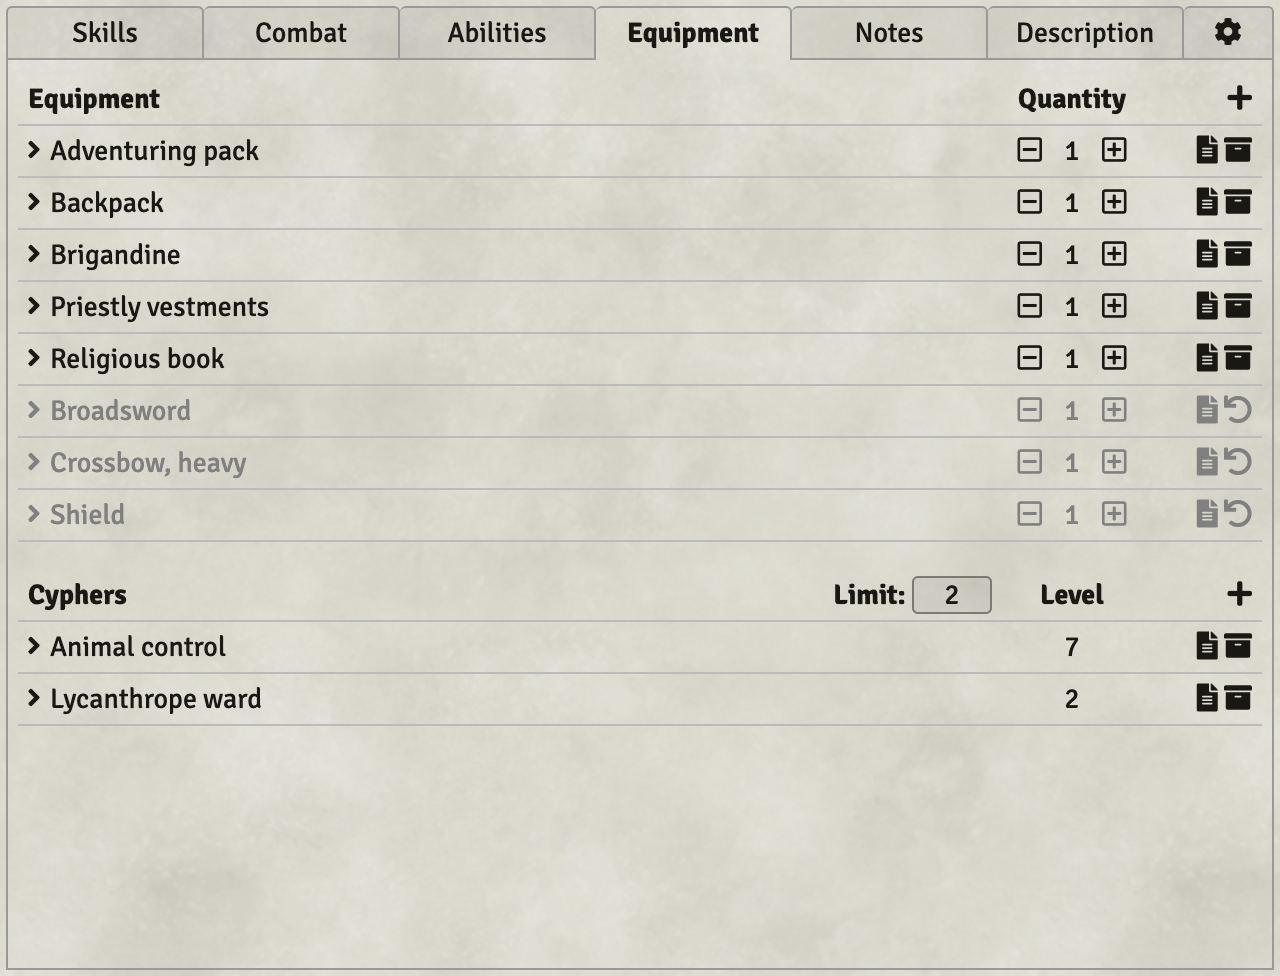 Skills Combat Abilities Equipment Notes Description
Equipment Quantity
Adventuring pack 1
Backpack 1
Brigandine 1
Priestly vestments 1
Religious book 1
Broadsword 1
Crossbow, heavy 1
Shield 1
Cyphers Limit: 2 Level
Animal control 7
Lycanthrope ward 2